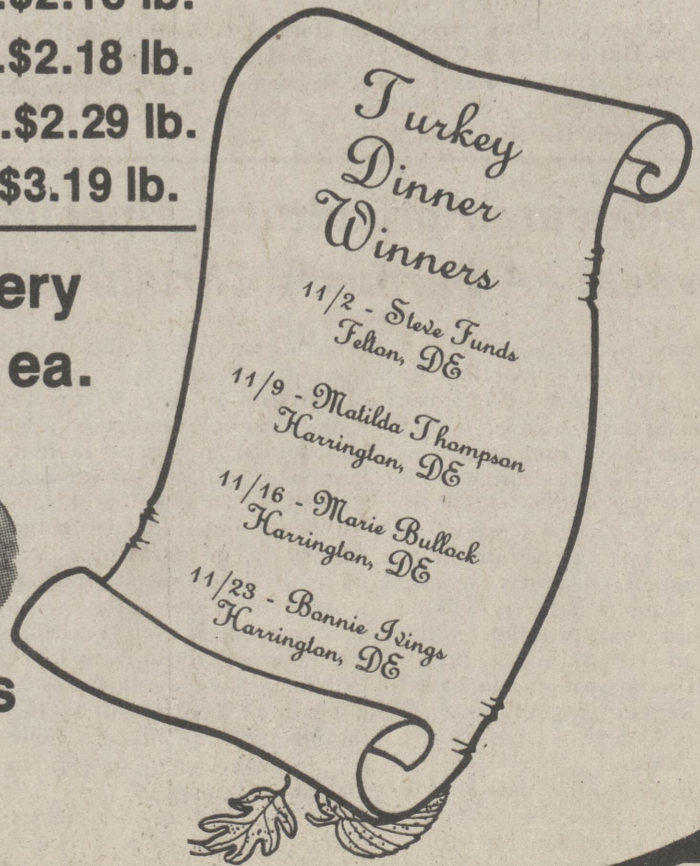 .$2.18 lb.
.$2.29 lb.
$3.19 lb.
ery
ea.
s
Turkey
Dinner
Winners
11/2 - Steve Funds
Felton, DE
11/9 - Matilda Thompson
Harrington, DE
11/16 - Marie Bullock
Harrington, DE
11/23 - Bonnie Ivings
Harrington, DE